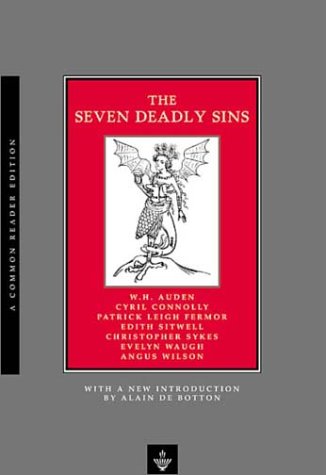 THE
SEVEN DEADLY SINS
W.H. AUDEN
CYRIL CONNOLLY
PATRICK LEIGH FERMOR
EDITH SITWELL
CHRISTOPHER SYKES
EVELYN WAUGH
ANGUS WILSON
WITH A NEW INTRODUCTION
BY ALAIN DE BOTTON
A COMMON READER EDITION